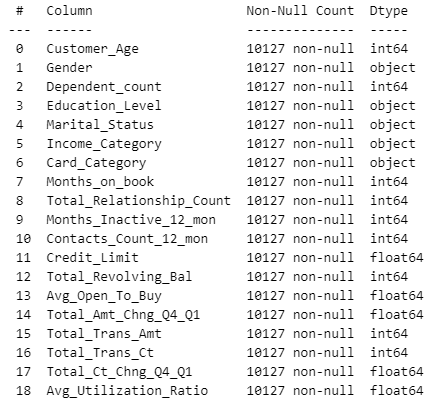 #   Column                    Non-Null Count  Dtype
---  ------                    --------------  -----
0   Customer_Age              10127 non-null  int64
1   Gender                    10127 non-null  object
2   Dependent_count           10127 non-null  int64
3   Education_Level           10127 non-null  object
4   Marital_Status            10127 non-null  object
5   Income_Category           10127 non-null  object
6   Card_Category             10127 non-null  object
7   Months_on_book            10127 non-null  int64
8   Total_Relationship_Count  10127 non-null  int64
9   Months_Inactive_12_mon    10127 non-null  int64
10  Contacts_Count_12_mon     10127 non-null  int64
11  Credit_Limit              10127 non-null  float64
12  Total_Revolving_Bal       10127 non-null  int64
13  Avg_Open_To_Buy           10127 non-null  float64
14  Total_Amt_Chng_Q4_Q1      10127 non-null  float64
15  Total_Trans_Amt           10127 non-null  int64
16  Total_Trans_Ct            10127 non-null  int64
17  Total_Ct_Chng_Q4_Q1       10127 non-null  float64
18  Avg_Utilization_Ratio     10127 non-null  float64